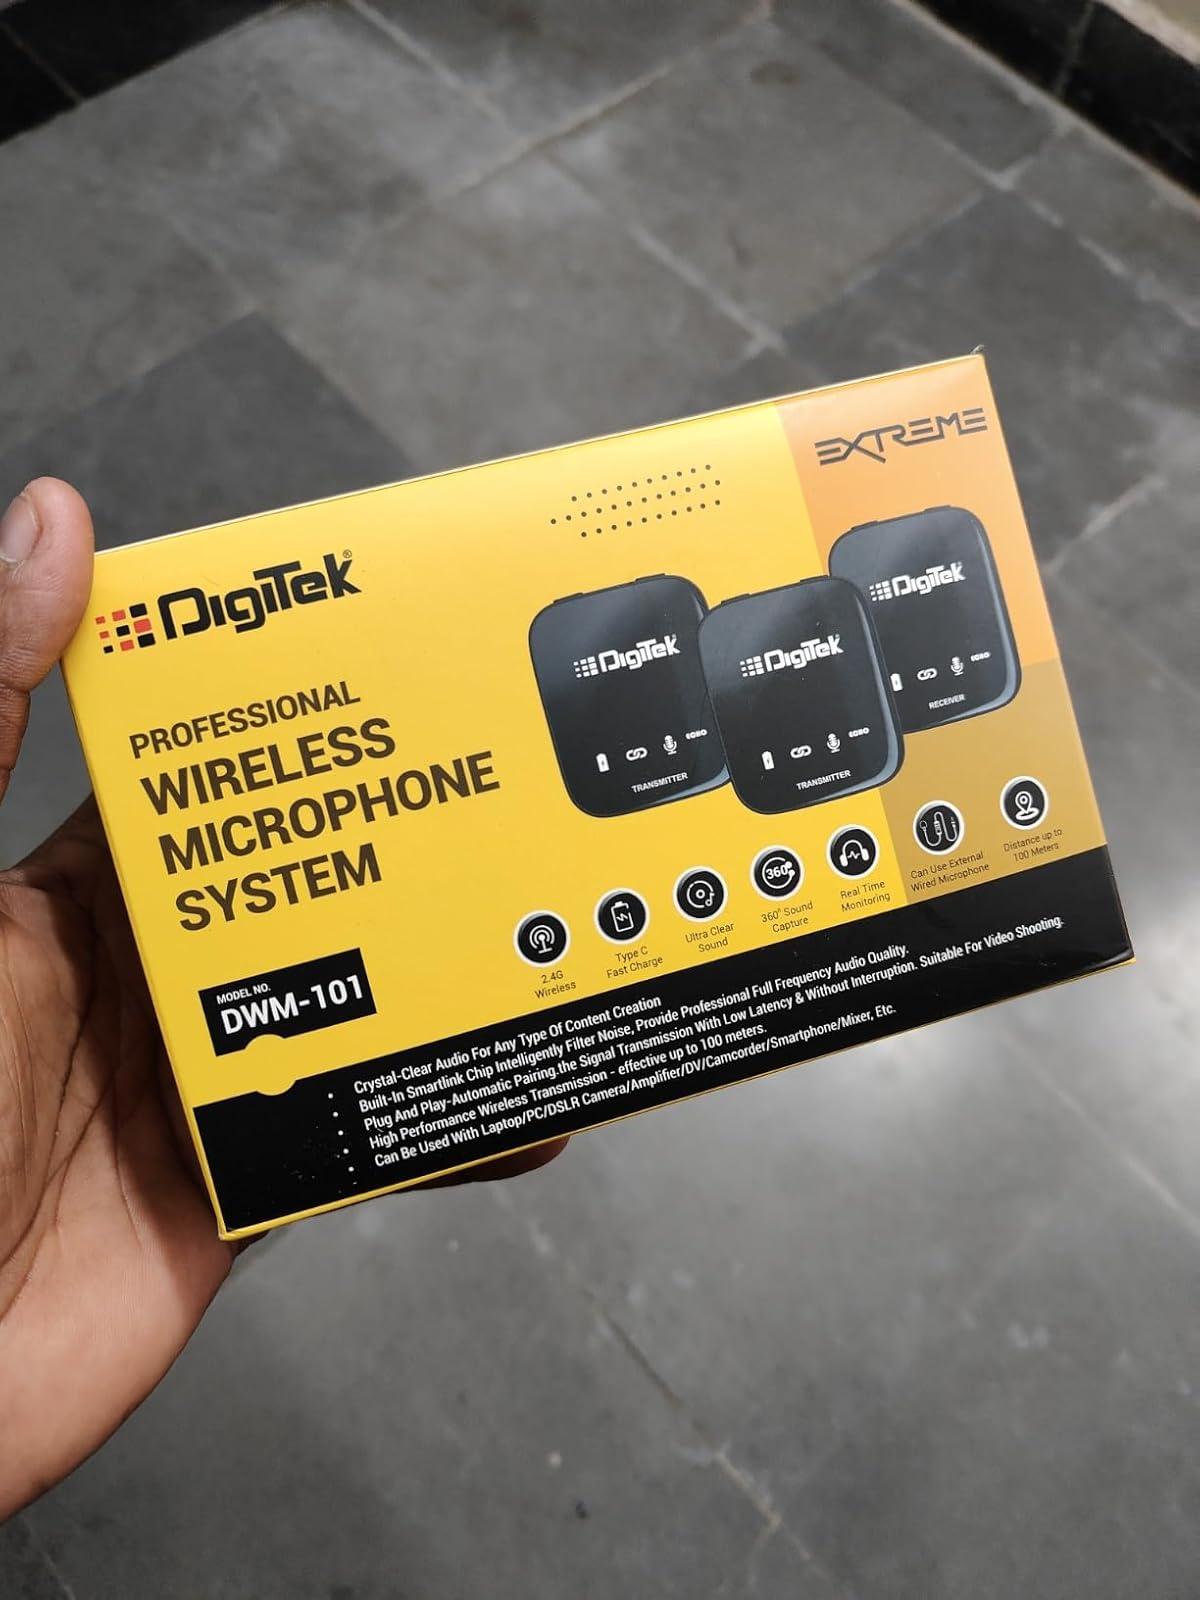 EXTREME
DigiTek®
PROFESSIONAL
WIRELESS
MICROPHONE
SYSTEM
MODEL NO.
DWM-101
DigiTek
TRANSMITTER
DigiTek
TRANSMITTER
DigiTek
RECEIVER
2.4G
Wireless
Type C
Fast Charge
Ultra Clear
Sound
360
360° Sound
Capture
Real Time
Monitoring
Can Use External
Wired Microphone
Distance up to
100 Meters
• Crystal-Clear Audio For Any Type Of Content Creation
• Built-In Smartlink Chip Intelligently Filter Noise, Provide Professional Full Frequency Audio Quality.
• Plug And Play-Automatic Pairing.the Signal Transmission With Low Latency & Without Interruption. Suitable For Video Shooting.
• High Performance Wireless Transmission - effective up to 100 meters.
• Can Be Used With Laptop/PC/DSLR Camera/Amplifier/DV/Camcorder/Smartphone/Mixer, Etc.